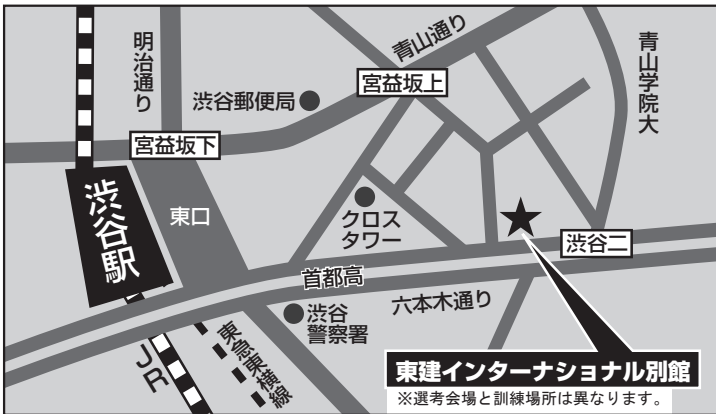 明治通り
青山通り
青山学院大
宮益坂上
渋谷郵便局
宮益坂下
渋谷駅
東口
クロス
タワー
渋谷二
首都高
六本木通り
渋谷
警察署
JR
東急東横線
東建インターナショナル別館
※選考会場と訓練場所は異なります。